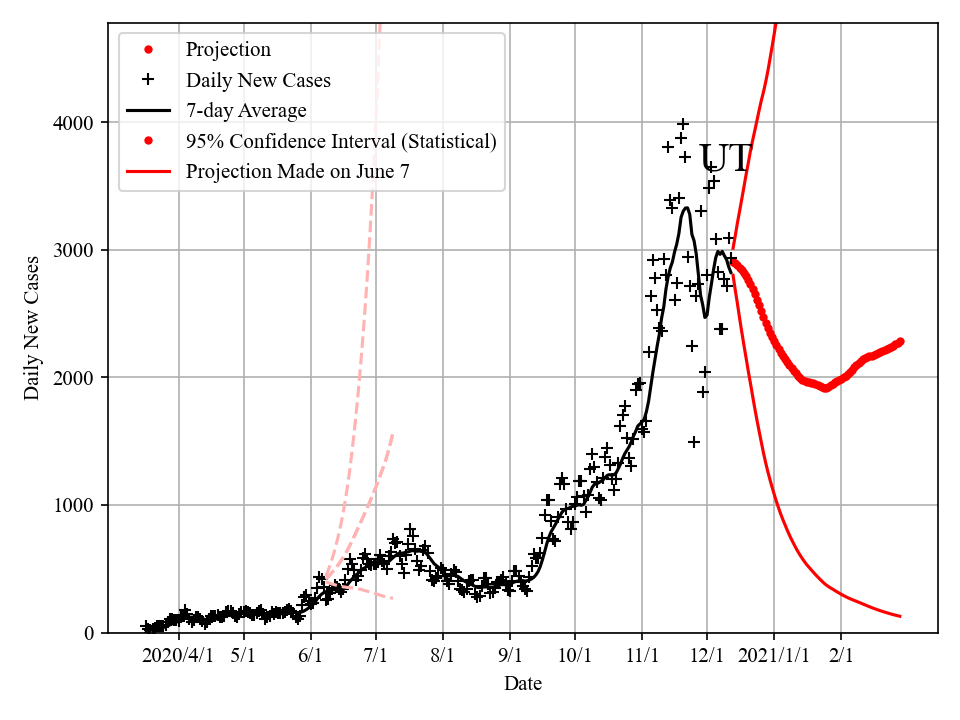 Projection
Daily New Cases
7-day Average
95% Confidence Interval (Statistical)
Projection Made on June 7
UT
4000
3000
2000
1000
0
Daily New Cases
2020/4/1 5/1 6/1 7/1 8/1 9/1 10/1 11/1 12/1 2021/1/1 2/1
Date